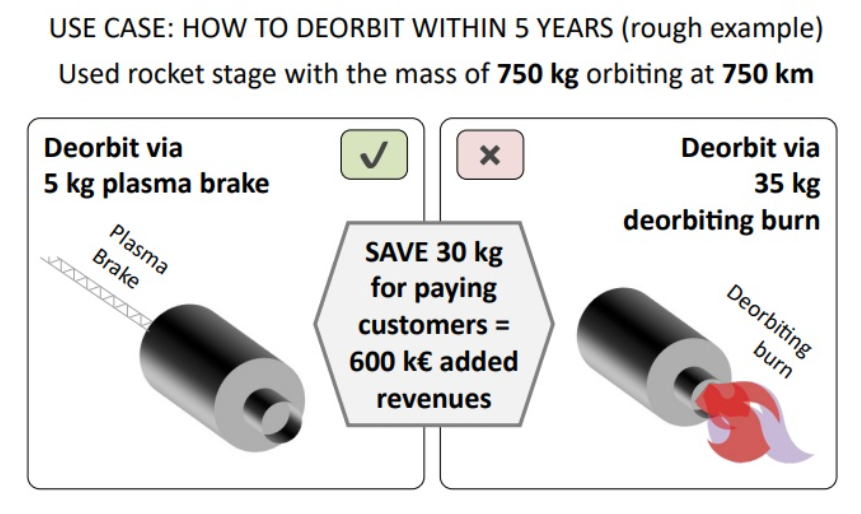 USE CASE: HOW TO DEORBIT WITHIN 5 YEARS (rough example)
Used rocket stage with the mass of 750 kg orbiting at 750 km
Deorbit via
5 kg plasma brake
Plasma
Brake
SAVE 30 kg
for paying
customers =
600 k€ added
revenues
Deorbit via
35 kg
deorbiting burn
Deorbiting
burn